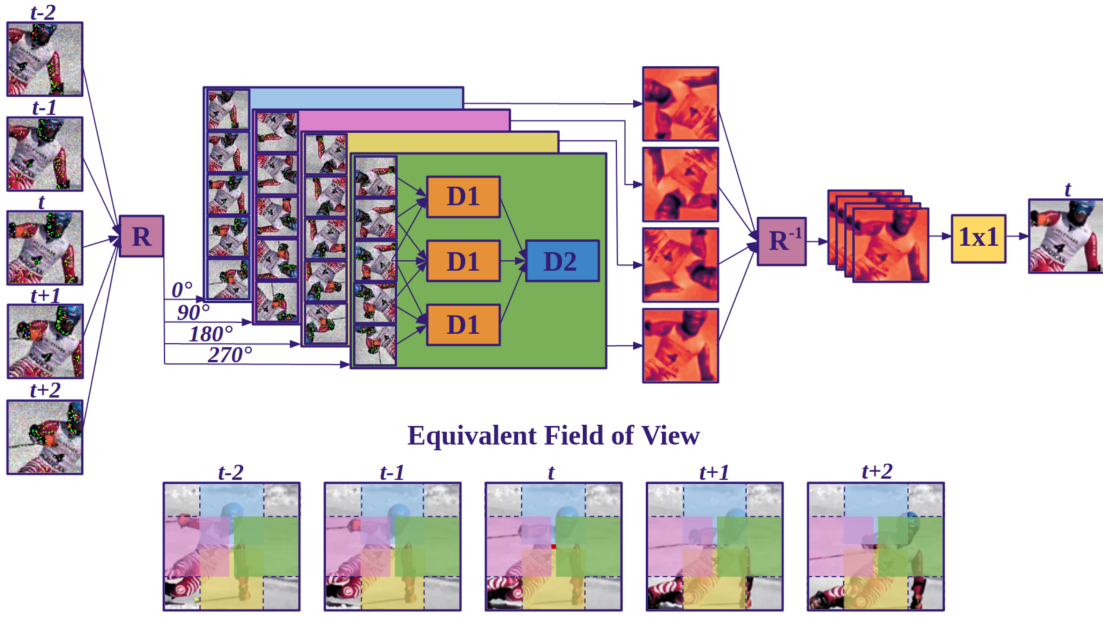 t-2
t-1
t
t+1
t+2
R
0°
90°
180°
270°
D1
D1
D1
D2
R-1
1x1
t
Equivalent Field of View
t-2
t-1
t
t+1
t+2